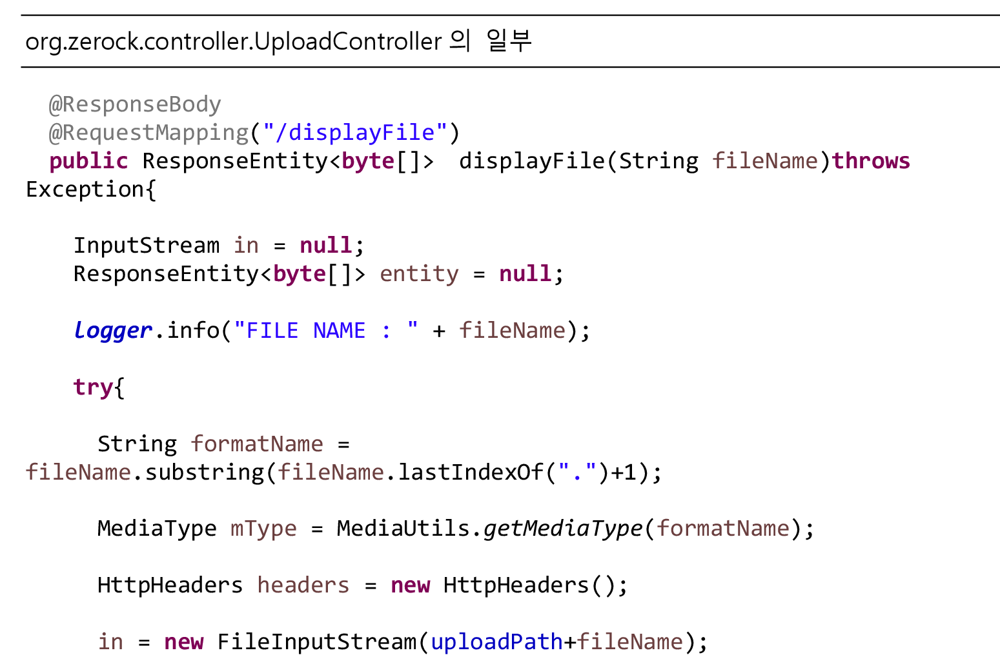 org.zerock.controller.UploadController 의 일부
@ResponseBody
@RequestMapping("/displayFile")
public ResponseEntity<byte[]>  displayFile(String fileName)throws
Exception{
InputStream in = null;
ResponseEntity<byte[]> entity = null;
logger.info("FILE NAME : " + fileName);
try{
String formatName =
fileName.substring(fileName.lastIndexOf(".")+1);
MediaType mType = MediaUtils.getMediaType(formatName);
HttpHeaders headers = new HttpHeaders();
in = new FileInputStream(uploadPath+fileName);